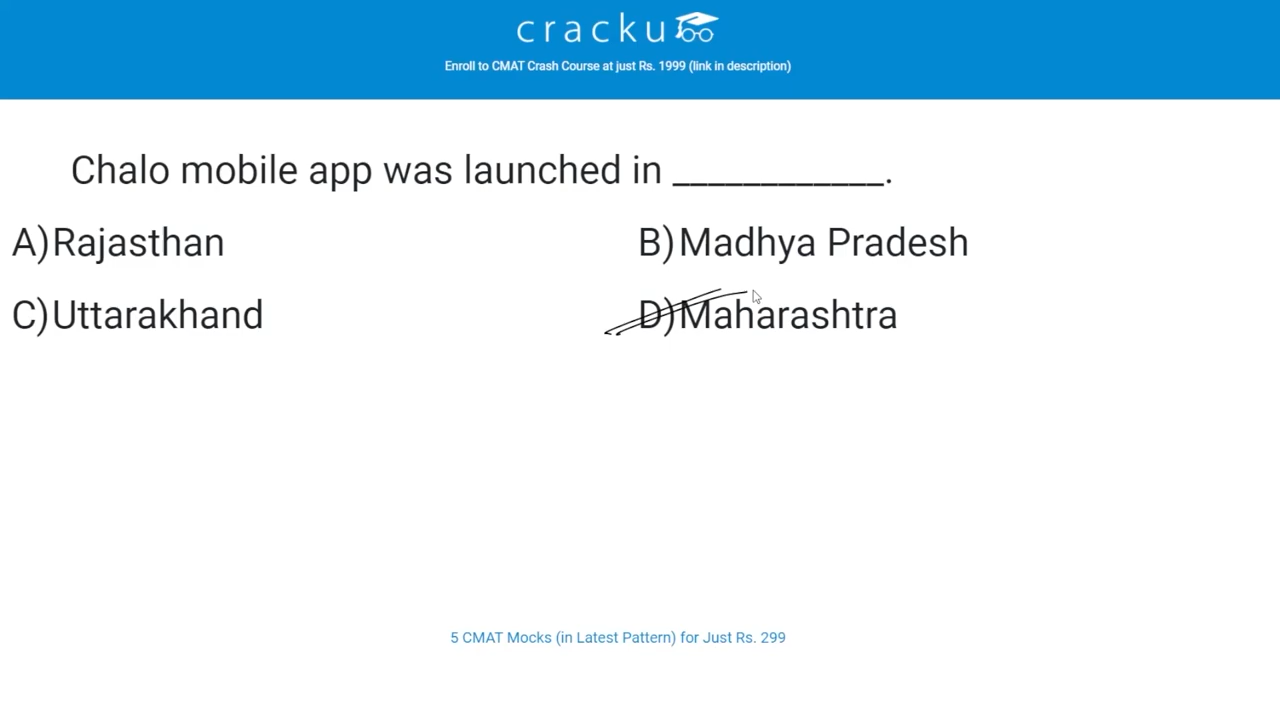 cracku
Enroll to CMAT Crash Course at just Rs. 1999 (link in description)
Chalo mobile app was launched in ____________.
A)Rajasthan
B)Madhya Pradesh
C)Uttarakhand
D)Maharashtra
5 CMAT Mocks (in Latest Pattern) for Just Rs. 299